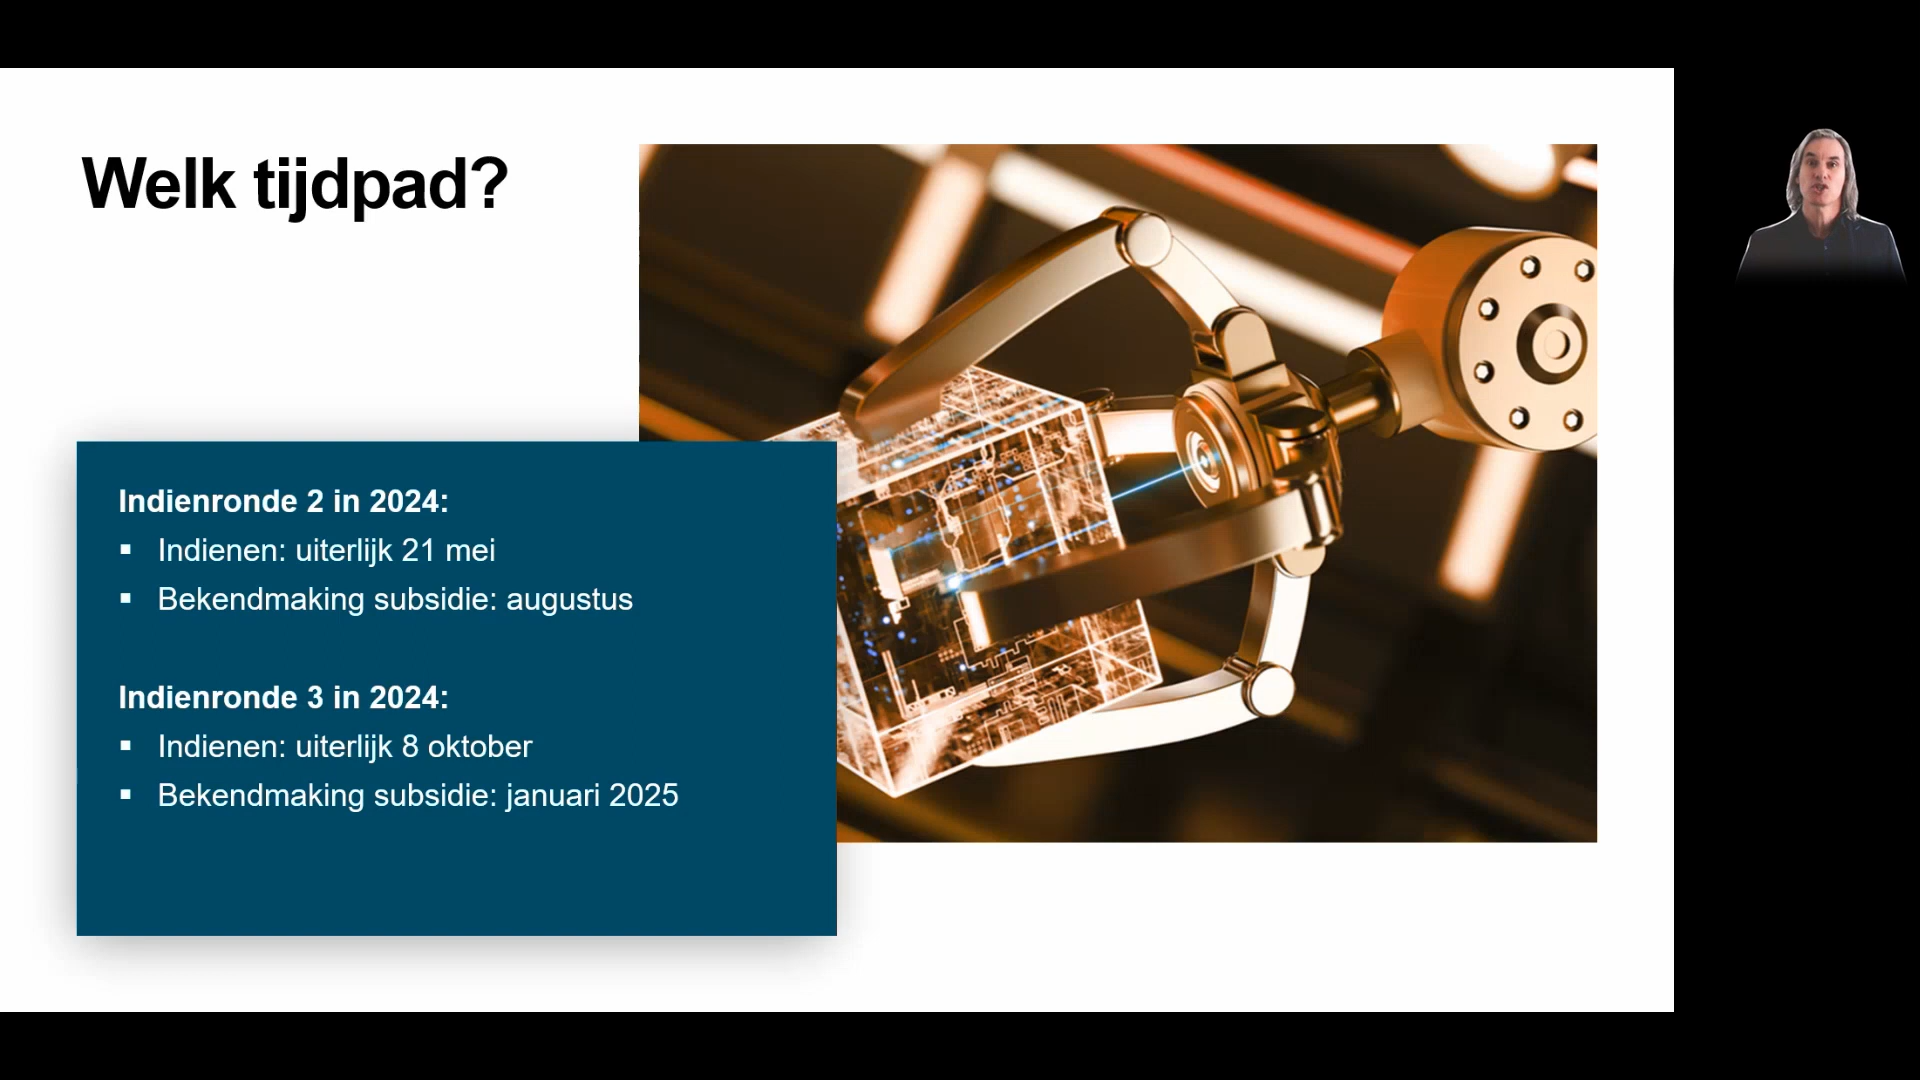 Welk tijdpad?
Indienronde 2 in 2024:
▪ Indienen: uiterlijk 21 mei
▪ Bekendmaking subsidie: augustus
Indienronde 3 in 2024:
▪ Indienen: uiterlijk 8 oktober
▪ Bekendmaking subsidie: januari 2025